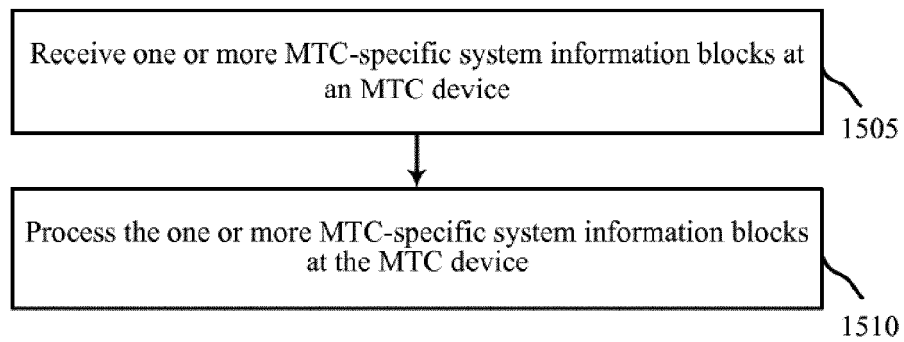 Receive one or more MTC-specific system information blocks at
an MTC device
1505
Process the one or more MTC-specific system information blocks
at the MTC device
1510